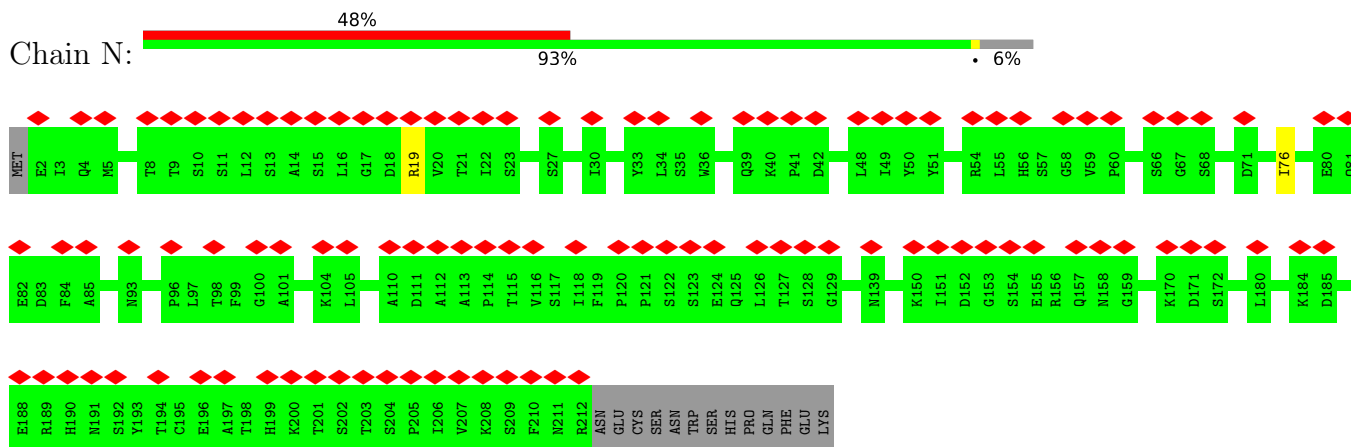 48%
Chain N:
93%
• 6%
MET E2 I3 Q4 M5 T8 T9 S10 S11 L12 S13 A14 S15 L16 G17 D18 R19 V20 T21 I22 S23 S27 I30 Y33 L34 S35 W36 Q39 K40 P41 D42 L48 I49 Y50 Y51 R54 L55 H56 S57 G58 V59 P60 S66 G67 S68 D71 I76 E80
E82 D83 F84 A85 N93 P96 L97 T98 F99 G100 A101 K104 L105 A110 D111 A112 A113 P114 T115 V116 S117 I118 F119 P120 P121 S122 S123 E124 Q125 L126 T127 S128 G129 N139 K150 I151 D152 G153 S154 E155 R156 Q157 N158 G159 K170 D171 S172 L180 K184 D185
E188 R189 H190 N191 S192 Y193 T194 C195 E196 A197 T198 H199 K200 T201 S202 T203 S204 P205 I206 V207 K208 S209 F210 N211 R212 ASN GLU CYS SER ASN TRP SER HIS PRO GLN PHE GLU LYS